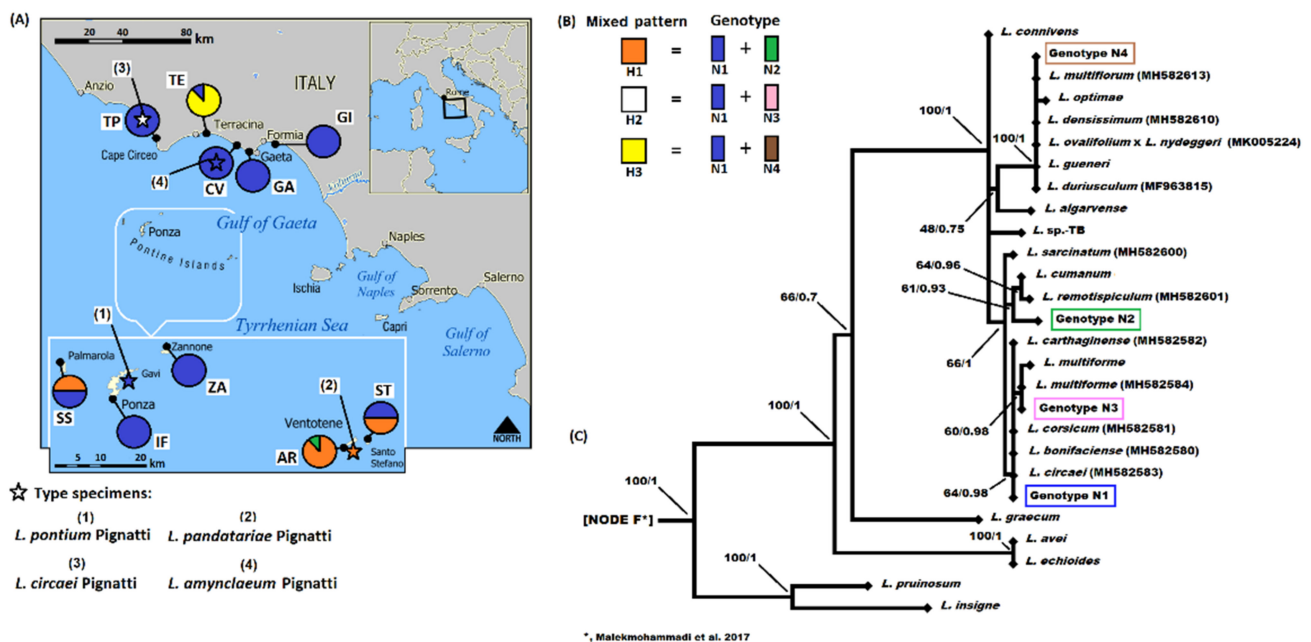 (A)
80
40
0
km
Anzio
(3)
TE
ITALY
Rome
TP
Terracina
Formia
GI
Cape Circeo
Gaeta
(4)
CV
GA
Volturno
Gulf of Gaeta
Ponza
Pontine Islands
Naples
Ischia
Gulf of
Naples
Sorrento
Salerno
Capri
Tyrrhenian Sea
Gulf of
Salerno
(1)
Palmarola
Gavi
Zannone
ZA
(2)
ST
SS
Ponza
IF
Ventotene
AR
Santo
Stefano
NORTH
0 5 10 20
km
Type specimens:
(1) (2)
L. pontium Pignatti L. pandatariae Pignatti
(3) (4)
L. circaei Pignatti L. amynclaeum Pignatti
(B) Mixed pattern Genotype
= +
H1 N1 N2
= +
H2 N1 N3
= +
H3 N1 N4
(C)
[NODE F*]
100/1
100/1
100/1
66/0.7
100/1
100/1
100/1
48/0.75
64/0.96
61/0.93
66/1
60/0.98
64/0.98
100/1
L. connivens
Genotype N4
L. multiflorum (MH582613)
L. optimae
L. densissimum (MH582610)
L. ovalifolium x L. nydeggeri (MK005224)
L. gueneri
L. duriusculum (MF963815)
L. algarvense
L. sp.-TB
L. sarcinatum (MH582600)
L. cumanum
L. remotispiculum (MH582601)
Genotype N2
L. carthaginense (MH582582)
L. multiforme
L. multiforme (MH582584)
Genotype N3
L. corsicum (MH582581)
L. bonifaciense (MH582580)
L. circaei (MH582583)
Genotype N1
L. graecum
L. avei
L. echioides
L. pruinosum
L. insigne
*, Malekmohammadi et al. 2017